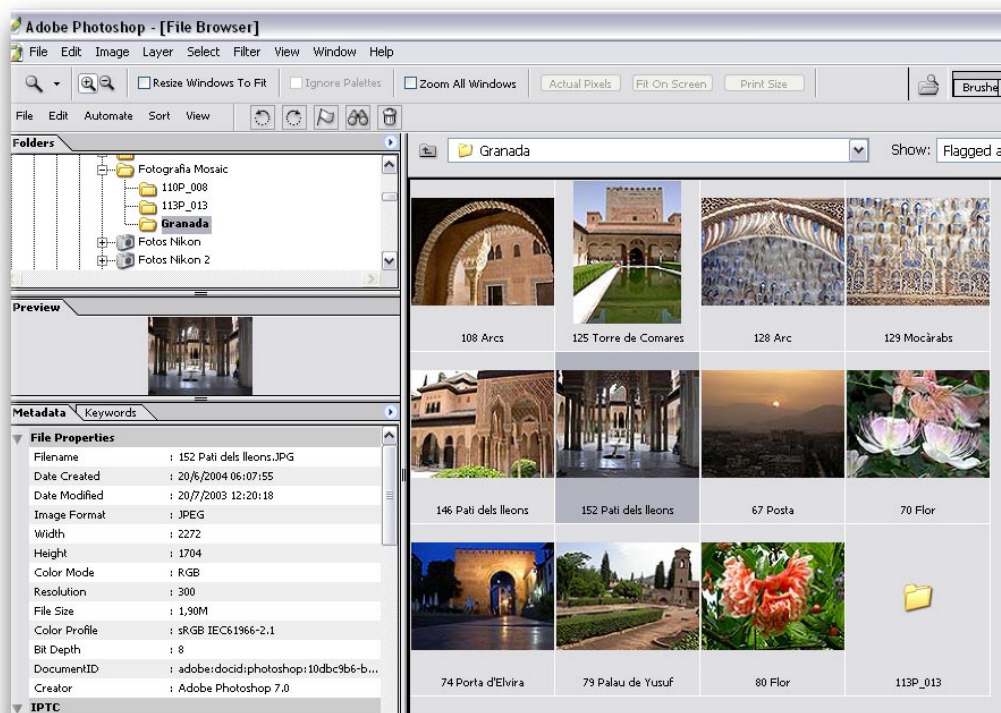 Adobe Photoshop - [File Browser]
File Edit Image Layer Select Filter View Window Help
Resize Windows To Fit Ignore Palettes Zoom All Windows Actual Pixels Fit On Screen Print Size
File Edit Automate Sort View
Folders
Fotografia Mosaic
110P_008
113P_013
Granada
Fotos Nikon
Fotos Nikon 2
Preview
Metadata Keywords
File Properties
Filename : 152 Pati dels lleons.JPG
Date Created : 20/6/2004 06:07:55
Date Modified : 20/7/2003 12:20:18
Image Format : JPEG
Width : 2272
Height : 1704
Color Mode : RGB
Resolution : 300
File Size : 1,90M
Color Profile : sRGB IEC61966-2.1
Bit Depth : 8
DocumentID : adobe:docid:photoshop:10dbc9b6-b...
Creator : Adobe Photoshop 7.0
IPTC
Granada Show: Flagged
108 Arcs 125 Torre de Comares 128 Arc 129 Mocàrabs
146 Pati dels lleons 152 Pati dels lleons 67 Posta 70 Flor
74 Porta d'Elvira 79 Palau de Yusuf 80 Flor 113P_013